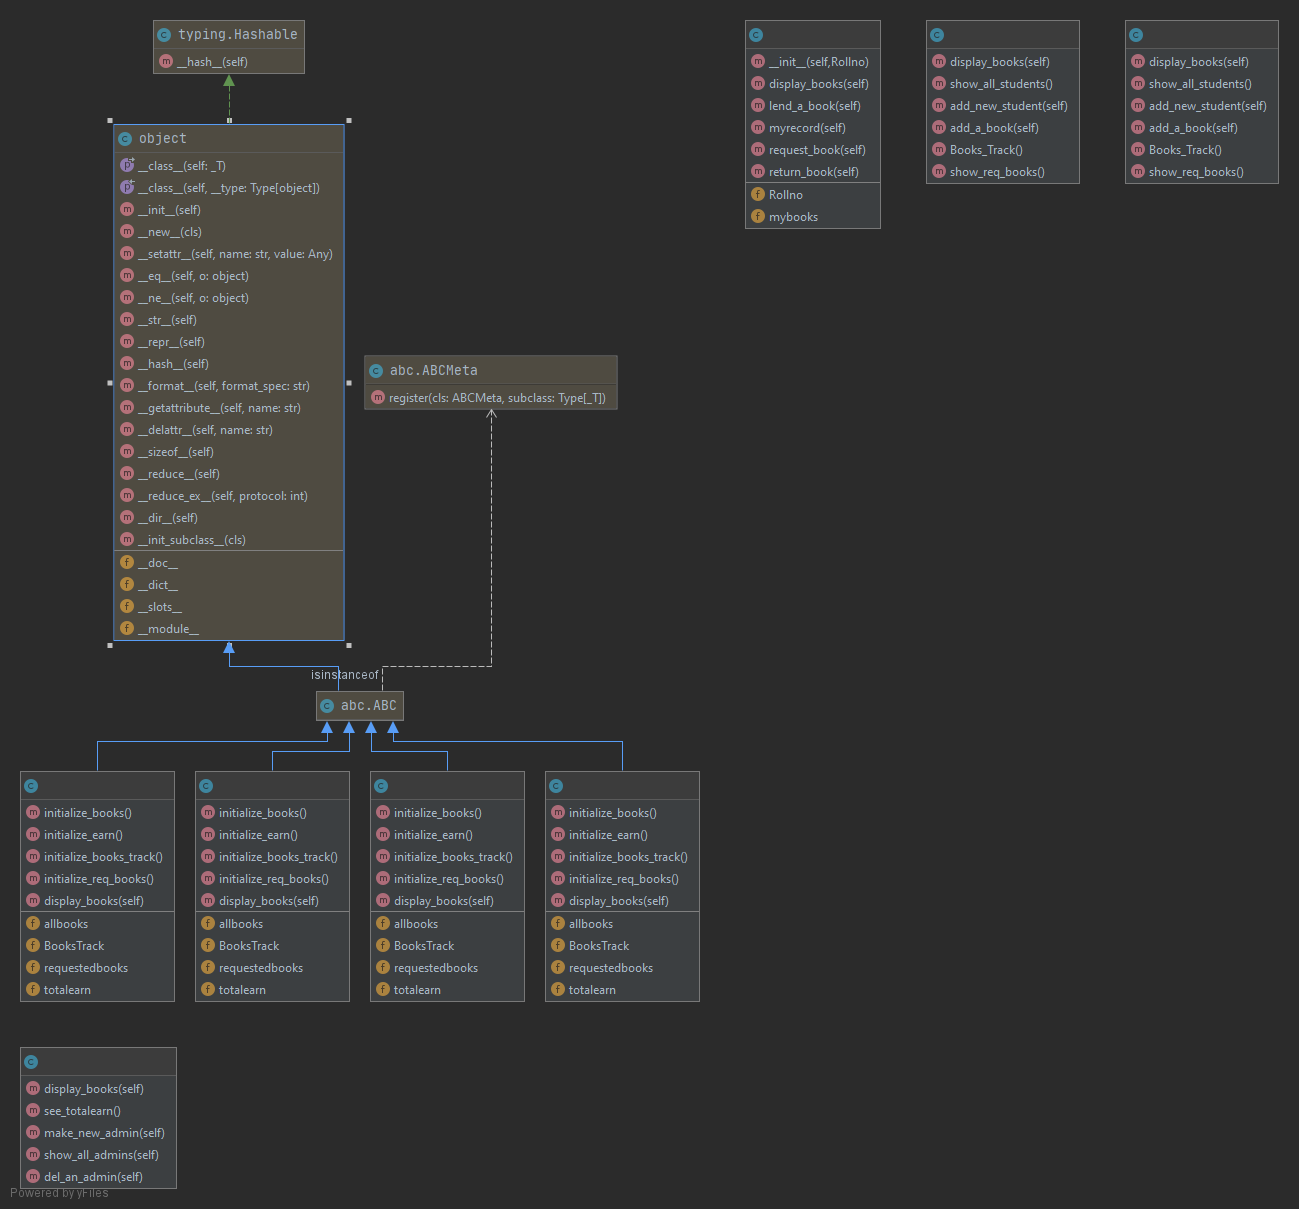 typing.Hashable
__hash__(self)
object
__class__(self: _T)
__class__(self, __type: Type[object])
__init__(self)
__new__(cls)
__setattr__(self, name: str, value: Any)
__eq__(self, o: object)
__ne__(self, o: object)
__str__(self)
__repr__(self)
__hash__(self)
__format__(self, format_spec: str)
__getattribute__(self, name: str)
__delattr__(self, name: str)
__sizeof__(self)
__reduce__(self)
__reduce_ex__(self, protocol: int)
__dir__(self)
__init_subclass__(cls)
__doc__
__dict__
__slots__
__module__
abc.ABCMeta
register(cls: ABCMeta, subclass: Type[_T])
isinstanceof
abc.ABC
__init__(self,Rollno)
display_books(self)
lend_a_book(self)
myrecord(self)
request_book(self)
return_book(self)
Rollno
mybooks
display_books(self)
show_all_students()
add_new_student(self)
add_a_book(self)
Books_Track()
show_req_books()
display_books(self)
show_all_students()
add_new_student(self)
add_a_book(self)
Books_Track()
show_req_books()
initialize_books()
initialize_earn()
initialize_books_track()
initialize_req_books()
display_books(self)
allbooks
BooksTrack
requestedbooks
totalearn
initialize_books()
initialize_earn()
initialize_books_track()
initialize_req_books()
display_books(self)
allbooks
BooksTrack
requestedbooks
totalearn
initialize_books()
initialize_earn()
initialize_books_track()
initialize_req_books()
display_books(self)
allbooks
BooksTrack
requestedbooks
totalearn
initialize_books()
initialize_earn()
initialize_books_track()
initialize_req_books()
display_books(self)
allbooks
BooksTrack
requestedbooks
totalearn
display_books(self)
see_totalearn()
make_new_admin(self)
show_all_admins(self)
del_an_admin(self)
Powered by yFiles